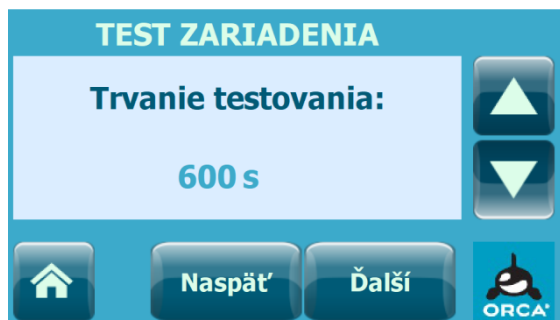 TEST ZARIADENIA
Trvanie testovania:
600 s
Naspäť
Ďalší
ORCA